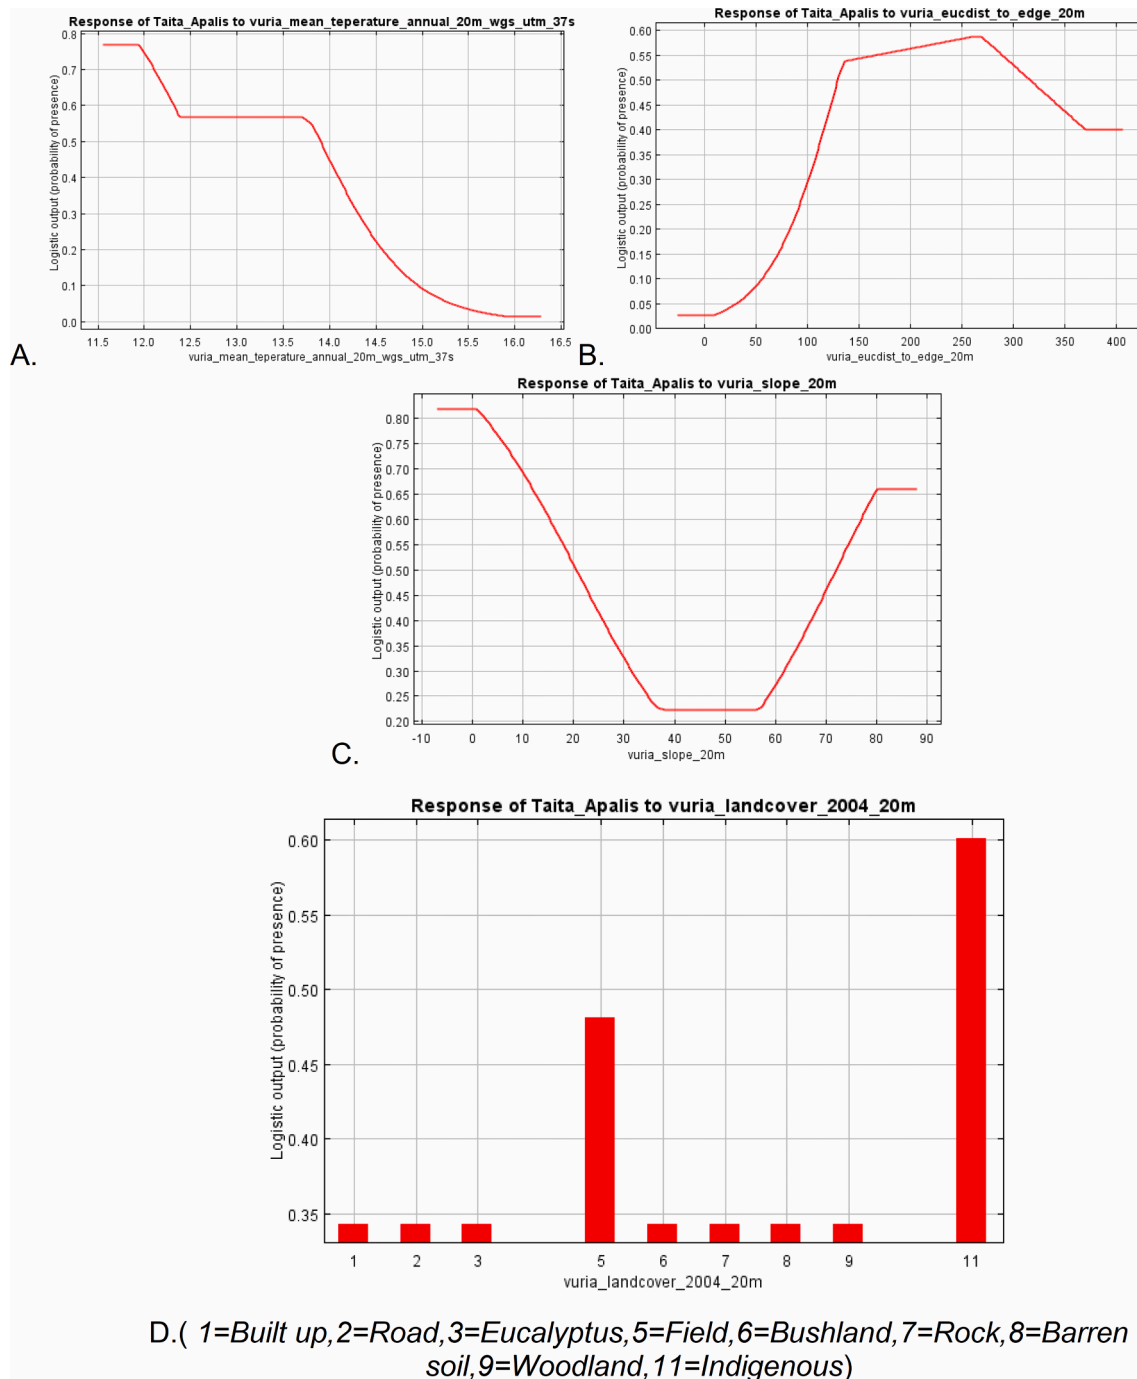 Response of Taita_Apalis to vuria_mean_teperature_annual_20m_wgs_utm_37s
Logistic output (probability of presence)
0.8
0.7
0.6
0.5
0.4
0.3
0.2
0.1
0.0
11.5 12.0 12.5 13.0 13.5 14.0 14.5 15.0 15.5 16.0 16.5
vuria_mean_teperature_annual_20m_wgs_utm_37s
A.
Response of Taita_Apalis to vuria_eucdist_to_edge_20m
Logistic output (probability of presence)
0.60
0.55
0.50
0.45
0.40
0.35
0.30
0.25
0.20
0.15
0.10
0.05
0.00
0 50 100 150 200 250 300 350 400
vuria_eucdist_to_edge_20m
B.
Response of Taita_Apalis to vuria_slope_20m
Logistic output (probability of presence)
0.80
0.75
0.70
0.65
0.60
0.55
0.50
0.45
0.40
0.35
0.30
0.25
0.20
-10 0 10 20 30 40 50 60 70 80 90
vuria_slope_20m
C.
Response of Taita_Apalis to vuria_landcover_2004_20m
Logistic output (probability of presence)
0.60
0.55
0.50
0.45
0.40
0.35
1 2 3 5 6 7 8 9 11
vuria_landcover_2004_20m
D.( 1=Built up,2=Road,3=Eucalyptus,5=Field,6=Bushland,7=Rock,8=Barren
soil,9=Woodland,11=Indigenous)